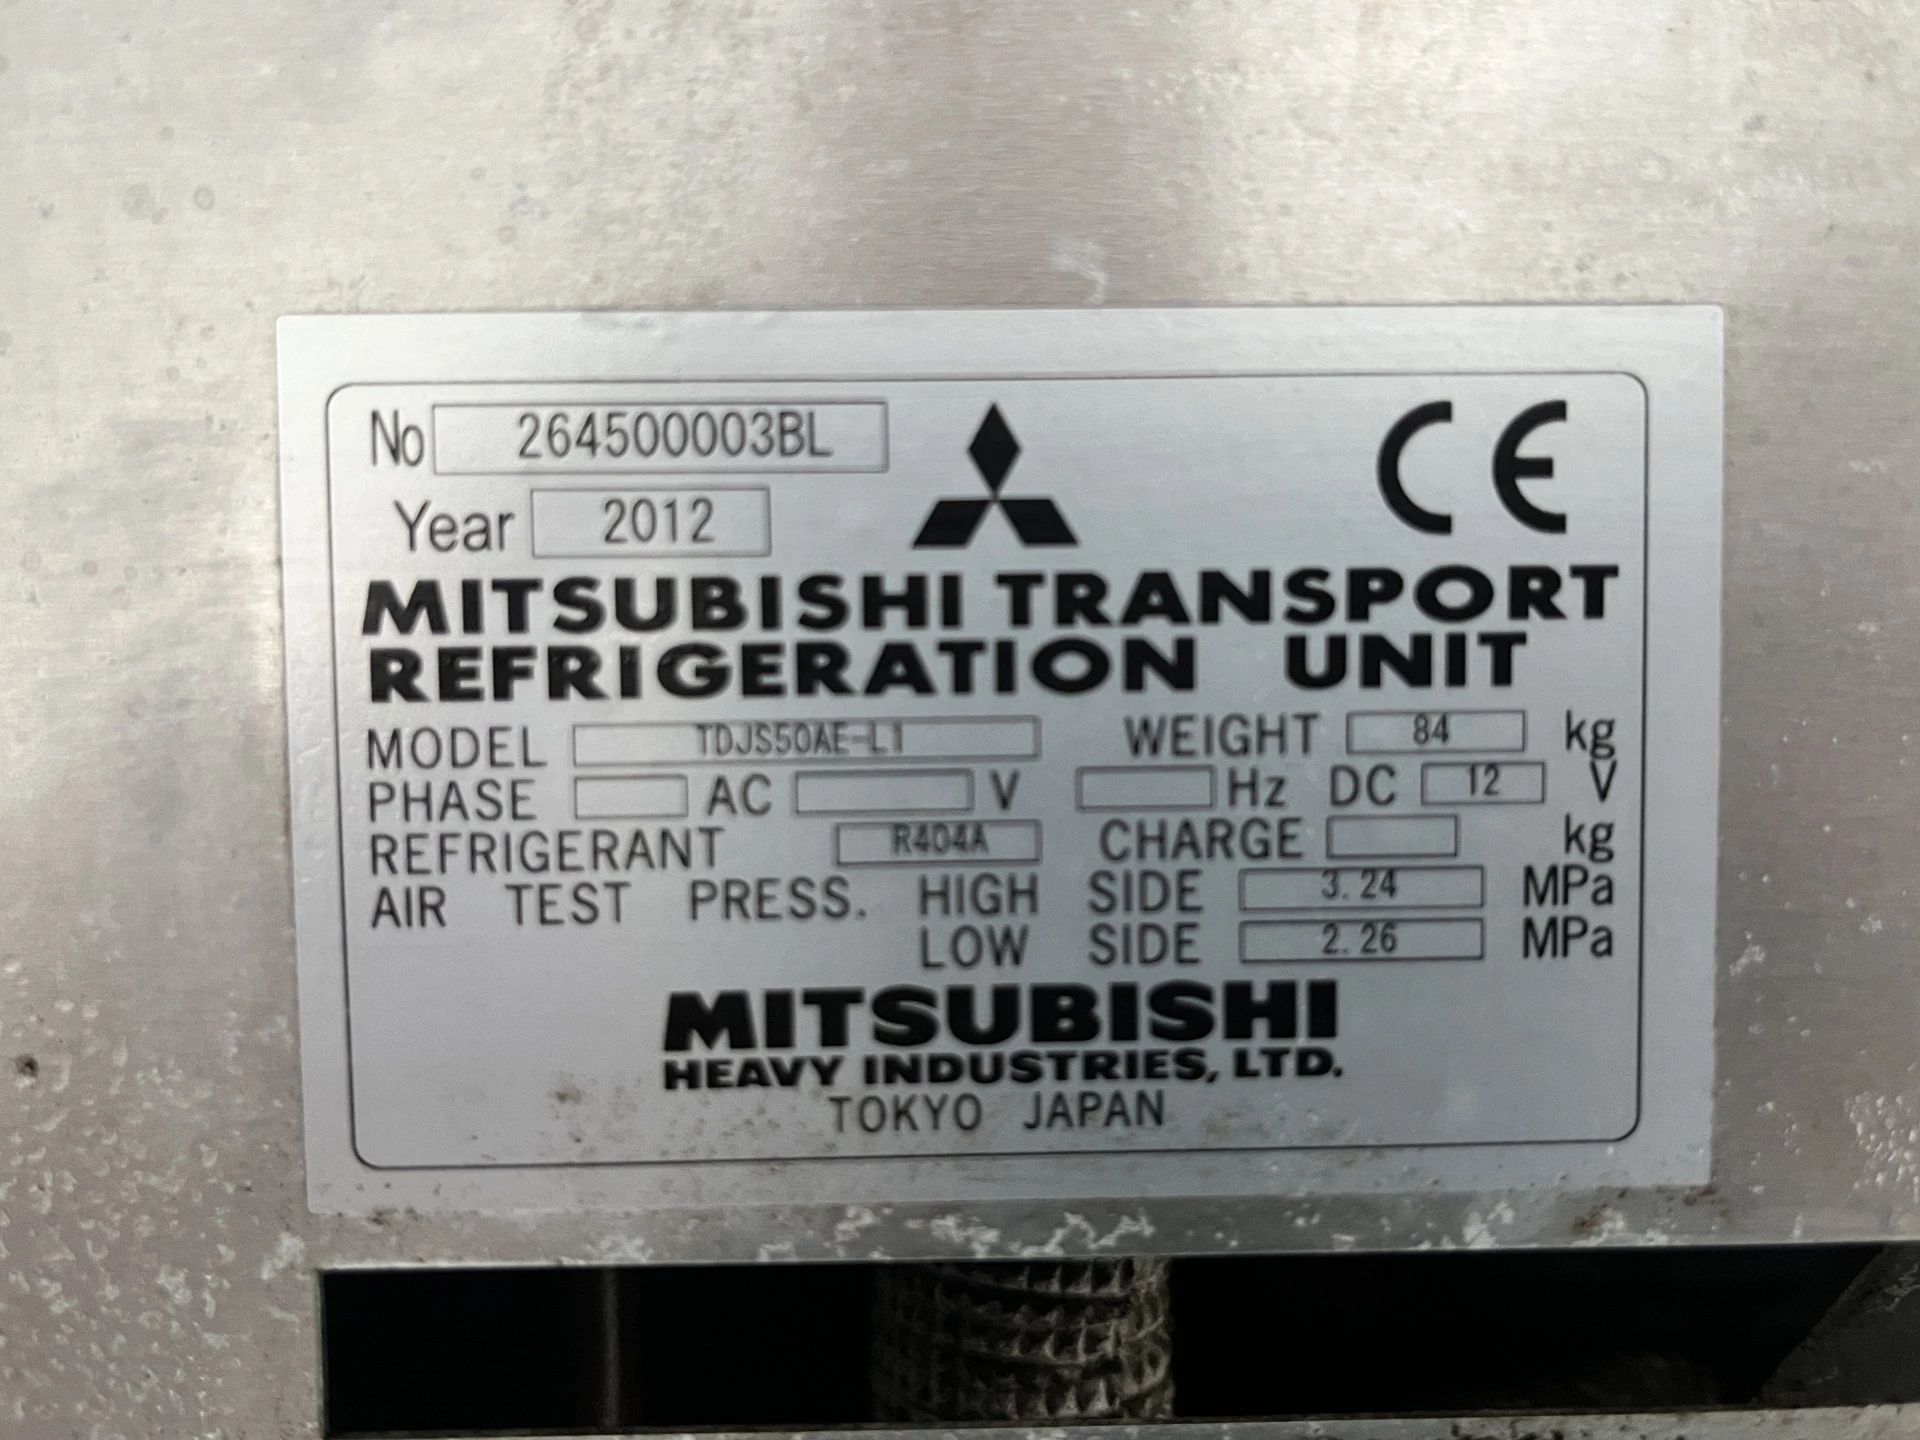 No 264500003BL
CE
Year 2012
MITSUBISHI TRANSPORT
REFRIGERATION UNIT
MODEL TDJS50AE-L1 WEIGHT 84 kg
PHASE AC V Hz DC 12 V
REFRIGERANT R404A CHARGE kg
AIR TEST PRESS. HIGH SIDE 3.24 MPa
LOW SIDE 2.26 MPa
MITSUBISHI
HEAVY INDUSTRIES, LTD.
TOKYO JAPAN